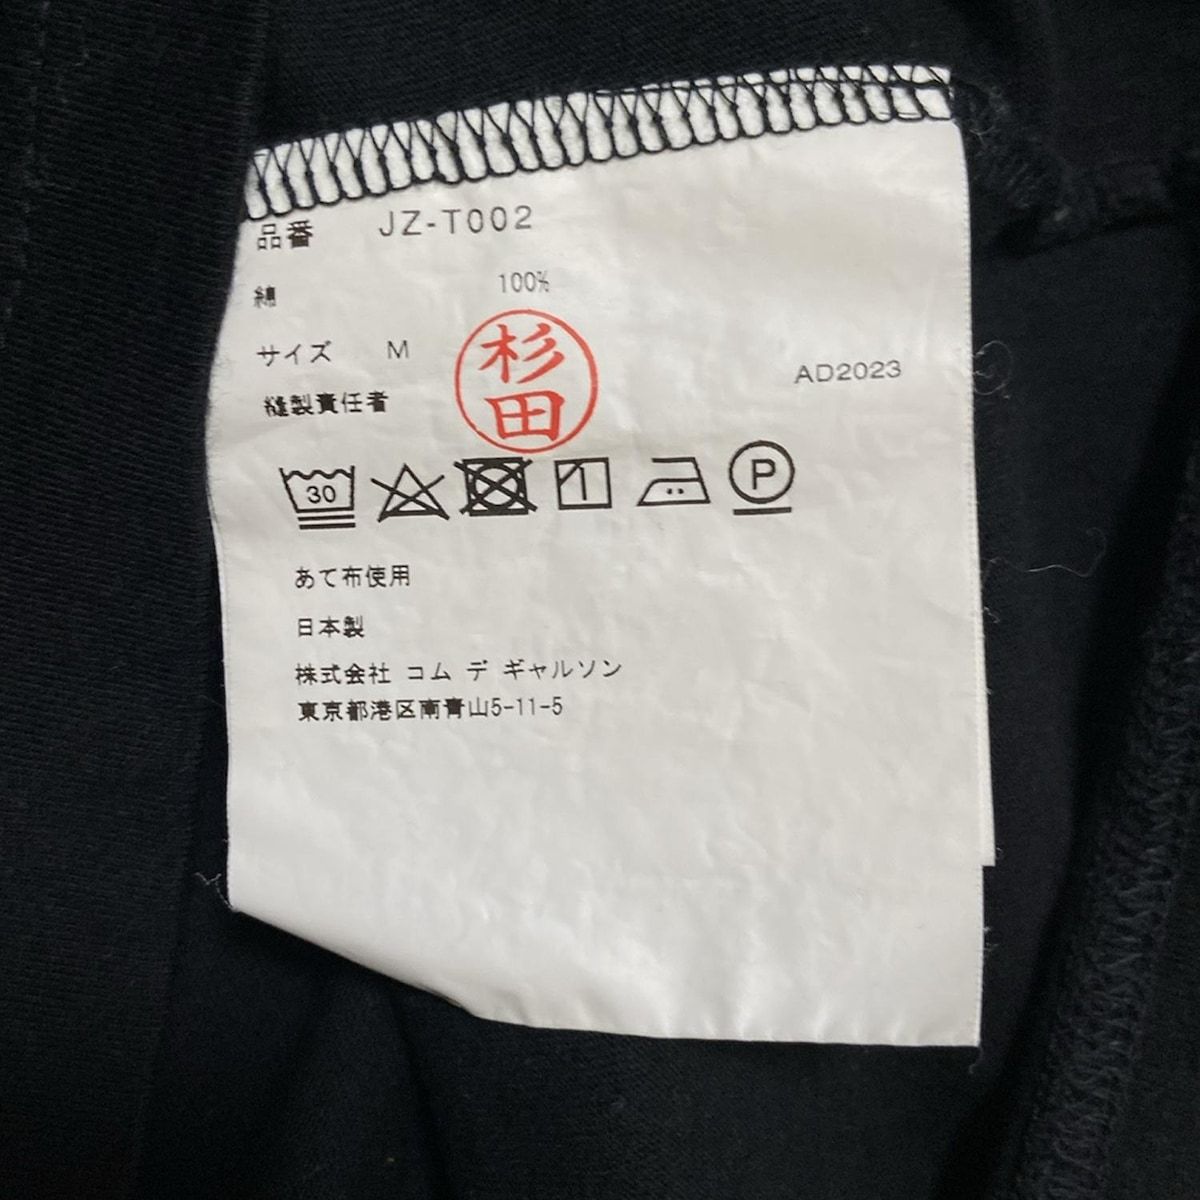 品番 JZ-T002
綿 100%
サイズ M
杉田
AD2023
縫製責任者
30
P
あて布使用
日本製
株式会社 コム デ ギャルソン
東京都港区南青山5-11-5